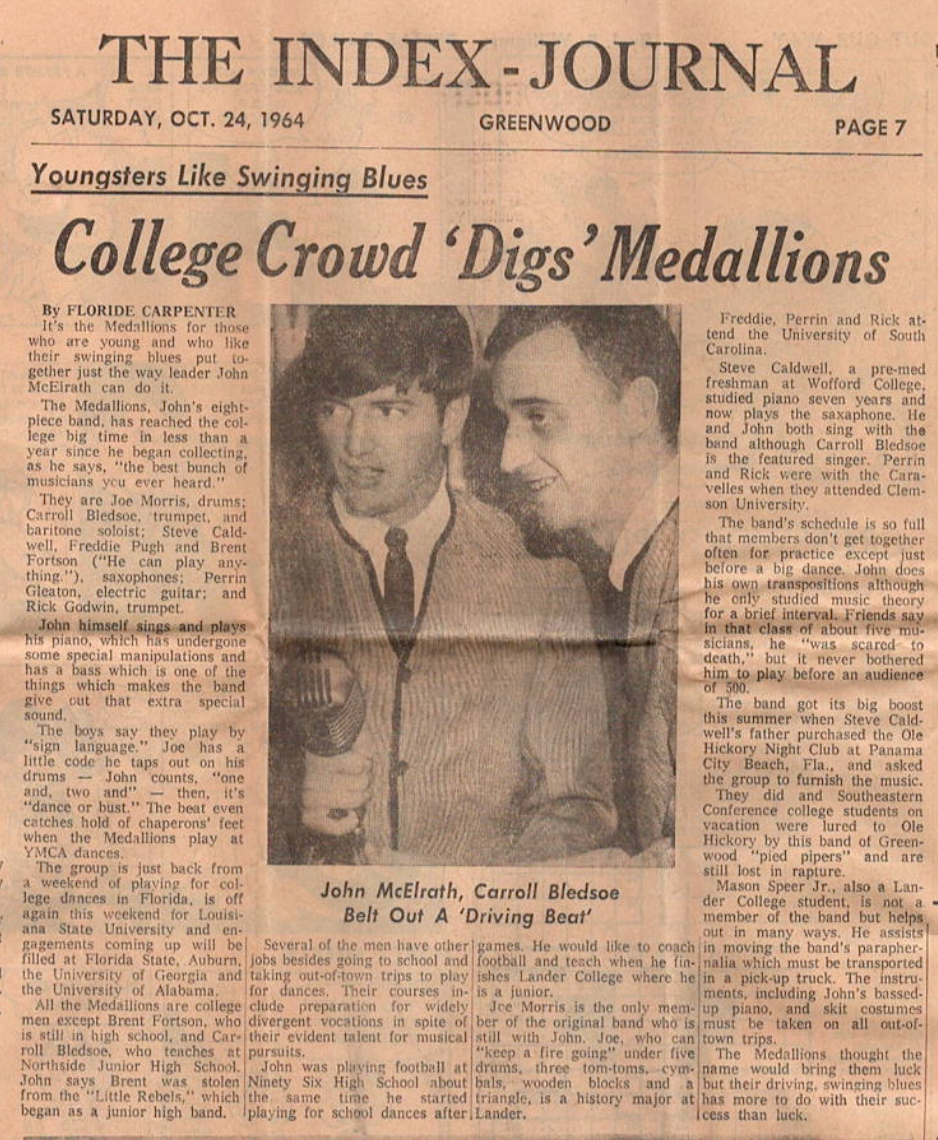 THE INDEX-JOURNAL
SATURDAY, OCT. 24, 1964 GREENWOOD PAGE 7
Youngsters Like Swinging Blues
College Crowd 'Digs' Medallions
By FLORIDE CARPENTER
It's the Medallions for those
who are young and who like
their swinging blues put to-
gether just the way leader John
McElrath can do it.
The Medallions, John's eight-
piece band, has reached the col-
lege big time in less than a
year since he began collecting,
as he says, "the best bunch of
musicians you ever heard."
They are Joe Morris, drums;
Carroll Bledsoe, trumpet, and
baritone soloist; Steve Cald-
well, Freddie Pugh and Brent
Fortson ("He can play any-
thing."), saxophones; Perrin
Gleaton, electric guitar; and
Rick Godwin, trumpet.
John himself sings and plays
his piano, which has undergone
some special manipulations and
has a bass which is one of the
things which makes the band
give out that extra special
sound.
The boys say they play by
"sign language." Joe has a
little code he taps out on his
drums — John counts, "one
and, two and" — then, it's
"dance or bust." The beat even
catches hold of chaperons' feet
when the Medallions play at
YMCA dances.
The group is just back from
a weekend of playing for col-
lege dances in Florida, is off
again this weekend for Louisi-
ana State University and en-
gagements coming up will be
filled at Florida State, Auburn,
the University of Georgia and
the University of Alabama.
All the Medallions are college
men except Brent Fortson, who
is still in high school, and Car-
roll Bledsoe, who teaches at
Northside Junior High School.
John says Brent was stolen
from the "Little Rebels," which
began as a junior high band.
John McElrath, Carroll Bledsoe
Belt Out A 'Driving Beat'
Several of the men have other
jobs besides going to school and
taking out-of-town trips to play
for dances. Their courses in-
clude preparation for widely
divergent vocations in spite of
their evident talent for musical
pursuits.
John was playing football at
Ninety Six High School about
the same time he started
playing for school dances after
games. He would like to coach
football and teach when he fin-
ishes Lander College where he
is a junior.
Joe Morris is the only mem-
ber of the original band who is
still with John. Joe, who can
"keep a fire going" under five
drums, three tom-toms, cym-
bals, wooden blocks and a
triangle, is a history major at
Lander.
Freddie, Perrin and Rick at-
tend the University of South
Carolina.
Steve Caldwell, a pre-med
freshman at Wofford College,
studied piano seven years and
now plays the saxaphone. He
and John both sing with the
band although Carroll Bledsoe
is the featured singer. Perrin
and Rick were with the Cara-
velles when they attended Clem-
son University.
The band's schedule is so full
that members don't get together
often for practice except just
before a big dance. John does
his own transpositions although
he only studied music theory
for a brief interval. Friends say
in that class of about five mu-
sicians, he "was scared to
death," but it never bothered
him to play before an audience
of 500.
The band got its big boost
this summer when Steve Cald-
well's father purchased the Ole
Hickory Night Club at Panama
City Beach, Fla., and asked
the group to furnish the music.
They did and Southeastern
Conference college students on
vacation were lured to Ole
Hickory by this band of Green-
wood "pied pipers" and are
still lost in rapture.
Mason Speer Jr., also a Lan-
der College student, is not a
member of the band but helps
out in many ways. He assists
in moving the band's parapher-
nalia which must be transported
in a pick-up truck. The instru-
ments, including John's bassed-
up piano, and skit costumes
must be taken on all out-of-
town trips.
The Medallions thought the
name would bring them luck
but their driving, swinging blues
has more to do with their suc-
cess than luck.